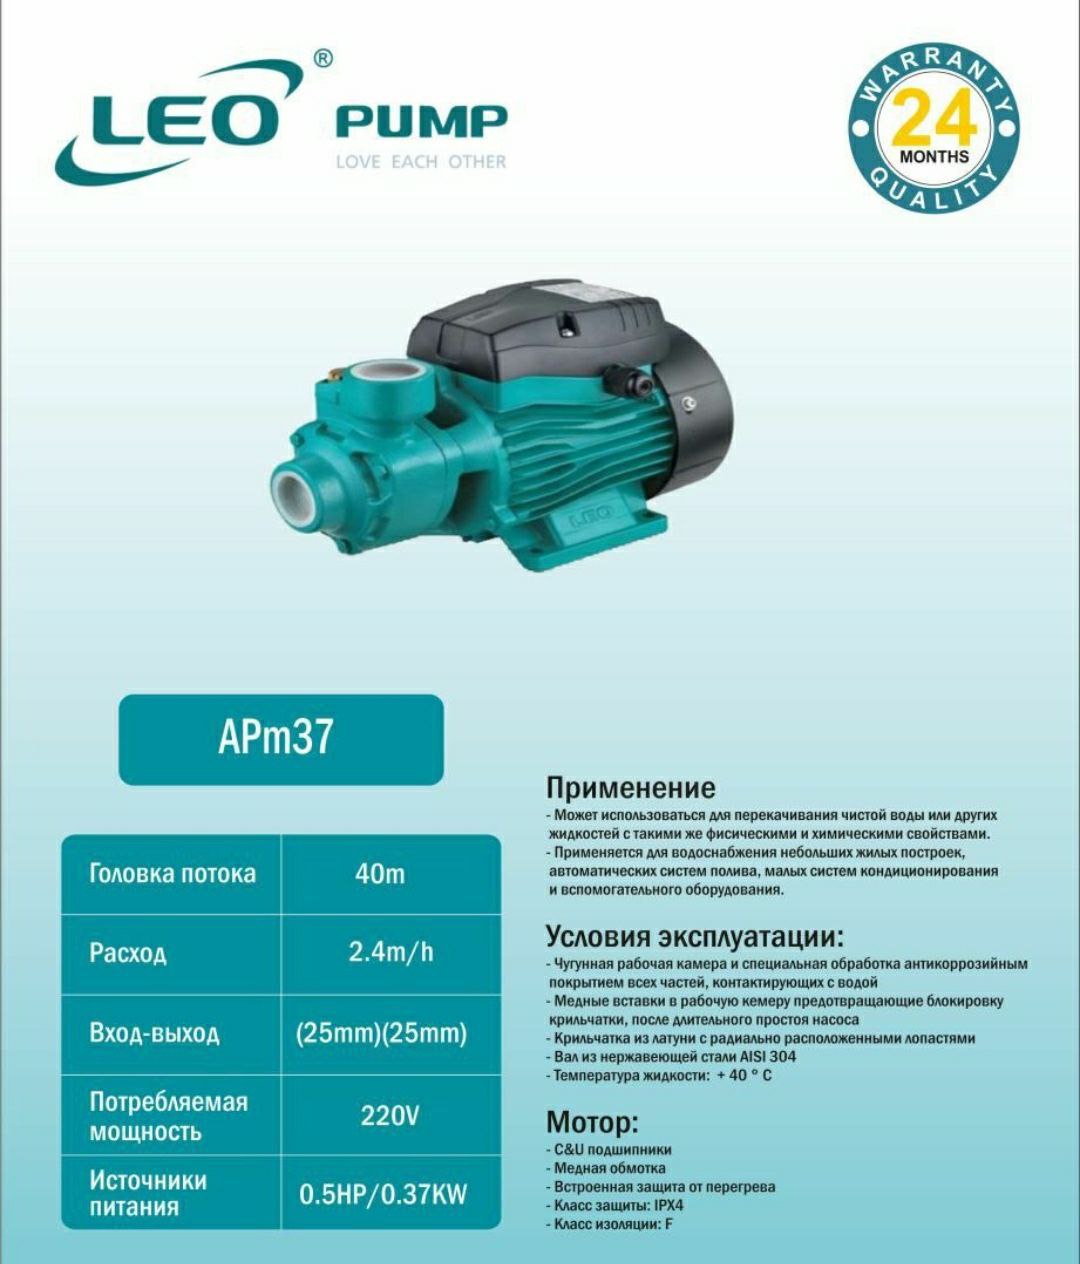 LEO ®
PUMP
LOVE EACH OTHER
WARRANTY
24
MONTHS
QUALITY
LEO
LEO
APm37
Головка потока 40m
Расход 2.4m/h
Вход-выход (25mm)(25mm)
Потребляемая
мощность
220V
Источники
питания
0.5HP/0.37KW
Применение
- Может использоваться для перекачивания чистой воды или других
жидкостей с такими же фисическими и химическими свойствами.
- Применяется для водоснабжения небольших жилых построек,
автоматических систем полива, малых систем кондиционирования
и вспомогательного оборудования.
Условия эксплуатации:
- Чугунная рабочая камера и специальная обработка антикоррозийным
покрытием всех частей, контактирующих с водой
- Медные вставки в рабочую кемеру предотвращающие блокировку
крильчатки, после длительного простоя насоса
- Крильчатка из латуни с радиально расположенными лопастями
- Вал из нержавеющей стали AISI 304
- Температура жидкости: + 40 ° C
Мотор:
- C&U подшипники
- Медная обмотка
- Встроенная защита от перегрева
- Класс защиты: IPX4
- Класс изоляции: F